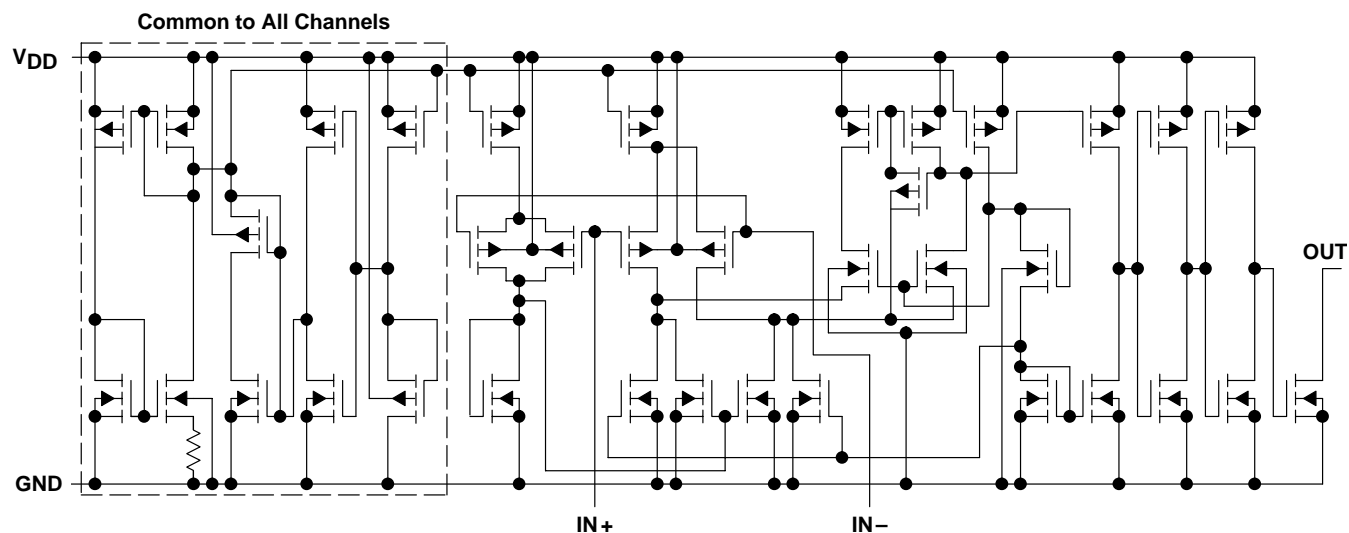 Common to All Channels
VDD
OUT
GND
IN+
IN−